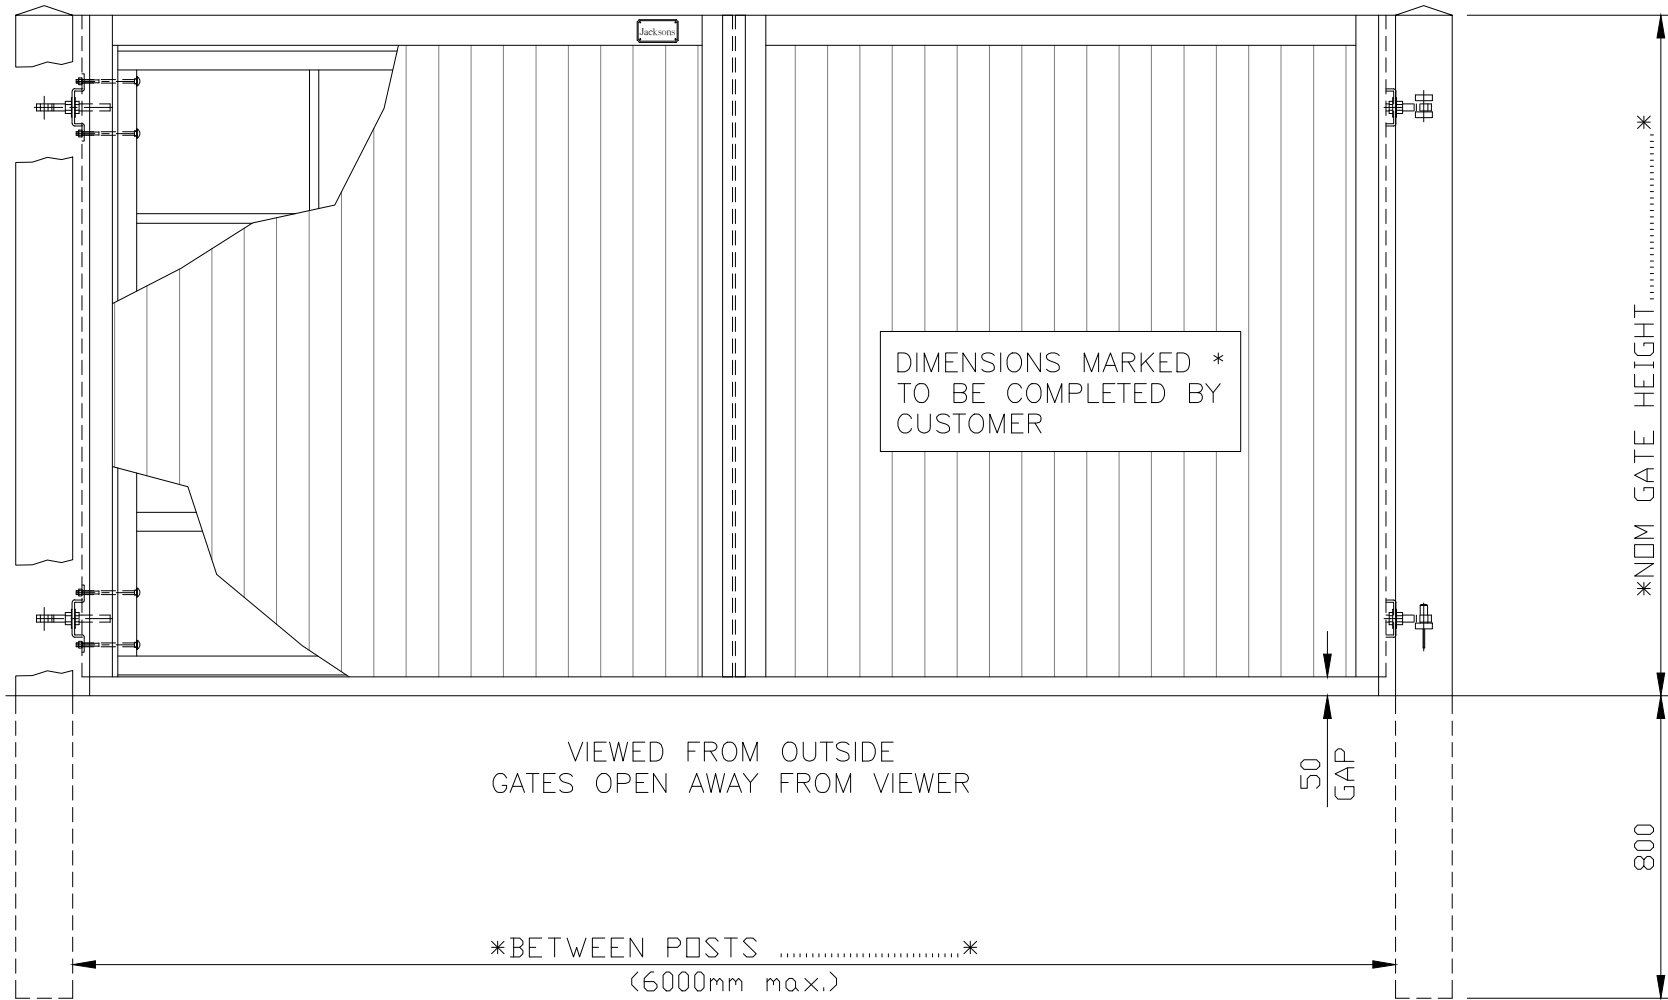 Jacksons
DIMENSIONS MARKED *
TO BE COMPLETED BY
CUSTOMER
*NOM GATE HEIGHT..............................*
VIEWED FROM OUTSIDE
GATES OPEN AWAY FROM VIEWER
50
GAP
800
*BETWEEN POSTS ..............................*
(6000mm max.)